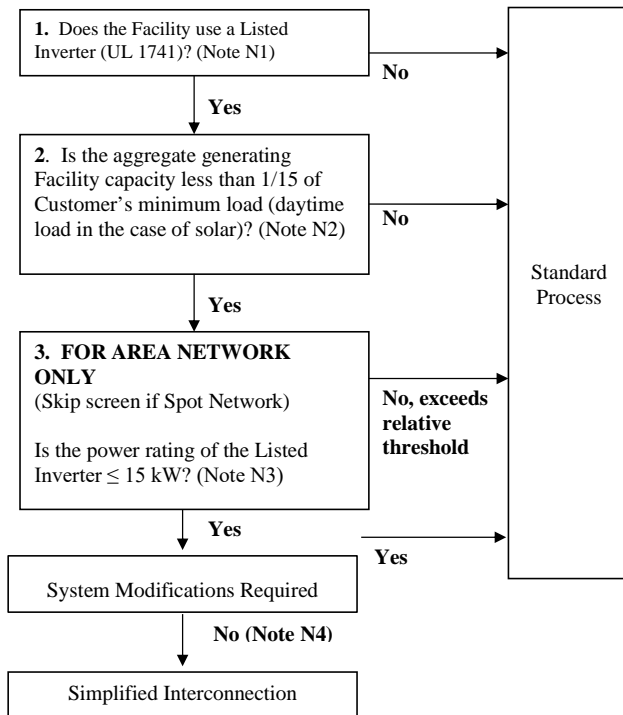 1. Does the Facility use a Listed
Inverter (UL 1741)? (Note N1)
No
Yes
2. Is the aggregate generating
Facility capacity less than 1/15 of
Customer’s minimum load (daytime
load in the case of solar)? (Note N2)
No
Standard
Process
Yes
3. FOR AREA NETWORK
ONLY
(Skip screen if Spot Network)
Is the power rating of the Listed
Inverter ≤ 15 kW? (Note N3)
No, exceeds
relative
threshold
Yes
Yes
System Modifications Required
No (Note N4)
Simplified Interconnection